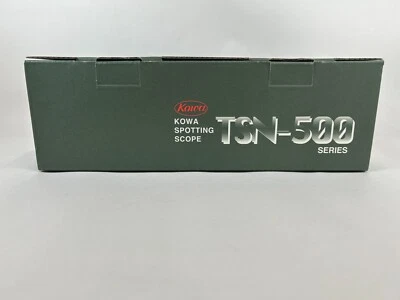 Kowa
KOWA
SPOTTING
SCOPE
TSN-500
SERIES